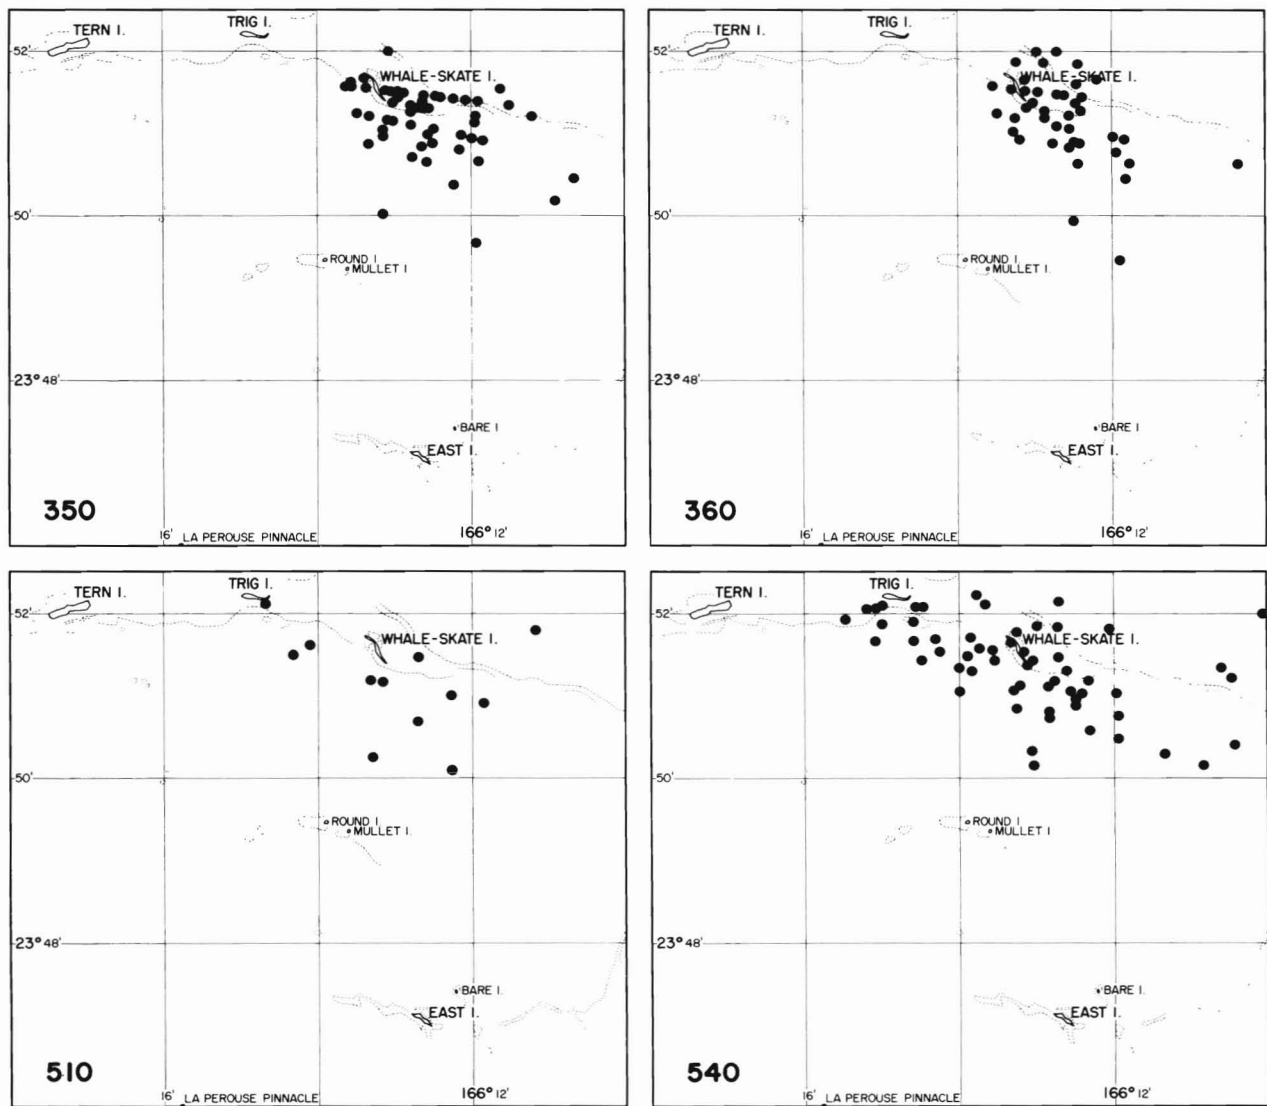 TERN I.
TRIG I.
52'
WHALE-SKATE I.
50'
ROUND I.
MULLET I
23° 48'
BARE I
EAST I.
350
16'
LA PEROUSE PINNACLE
166° 12'
TERN I.
TRIG I.
52'
WHALE-SKATE I.
50'
ROUND I
MULLET I.
23° 48'
BARE I
EAST I.
360
16'
LA PEROUSE PINNACLE
166° 12'
TERN I.
TRIG I.
52'
WHALE-SKATE I.
50'
ROUND I
MULLET I.
23° 48'
BARE I.
EAST I.
510
16'
LA PEROUSE PINNACLE
166° 12'
TERN I.
TRIG I.
52'
WHALE-SKATE I.
50'
ROUND I
MULLET I.
23° 48'
BARE I.
EAST I.
540
16'
LA PEROUSE PINNACLE
166° 12'